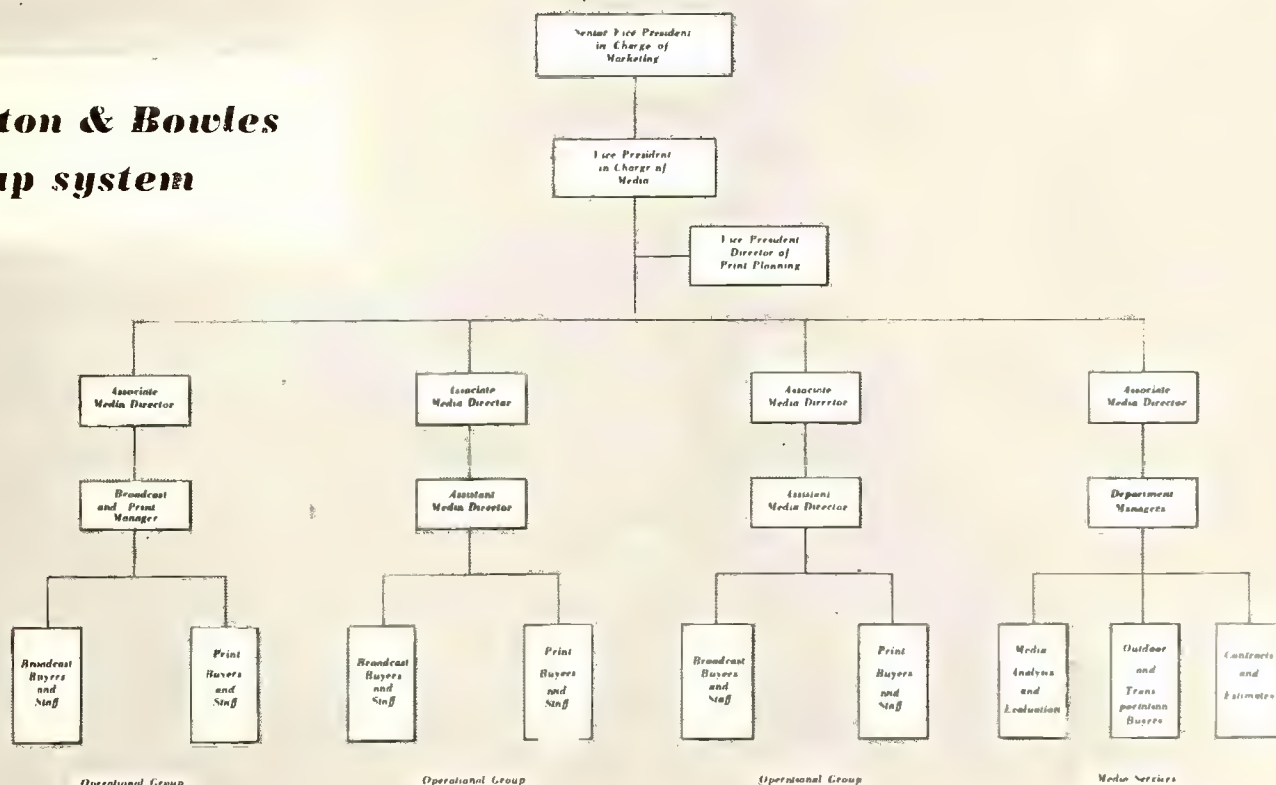 ton & Bowles
up system
Senior Vice President
in Charge of
Marketing
Vice President
in Charge of
Media
Vice President
Director of
Print Planning
Associate
Media Director
Associate
Media Director
Associate
Media Director
Associate
Media Director
Broadcast
and Print
Manager
Assistant
Media Director
Assistant
Media Director
Department
Managers
Broadcast
Buyers
and
Staff
Print
Buyers
and
Staff
Broadcast
Buyers
and
Staff
Print
Buyers
and
Staff
Broadcast
Buyers
and
Staff
Print
Buyers
and
Staff
Media
Analysis
and
Evaluation
Outdoor
and
Trans
portation
Buyers
Contracts
and
Estimates
Operational Group
Operational Group
Operational Group
Media Services